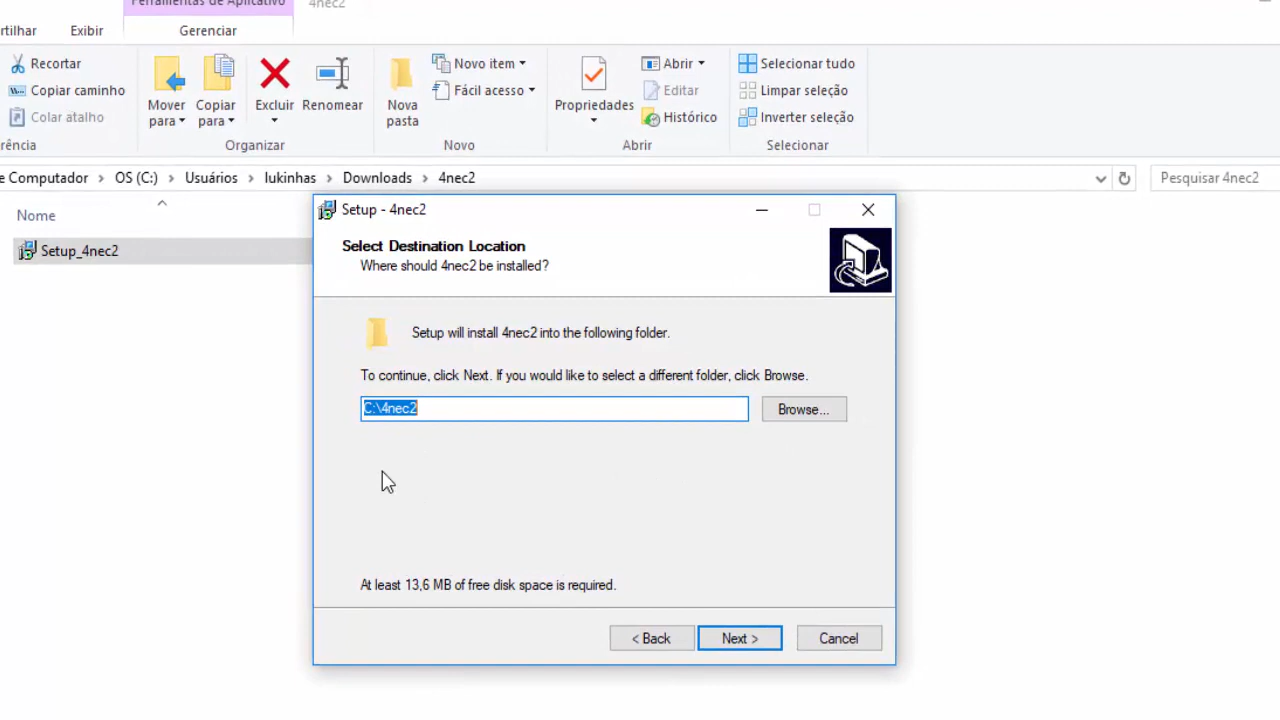 Ferramentas de Aplicativo 4nec2
rtilhar Exibir Gerenciar
Recortar
Copiar caminho
Colar atalho
Mover para
Copiar para
Excluir
Renomear
Nova pasta
Novo item
Fácil acesso
Propriedades
Abrir
Editar
Histórico
Selecionar tudo
Limpar seleção
Inverter seleção
rência Organizar Novo Abrir Selecionar
e Computador > OS (C:) > Usuários > lukinhas > Downloads > 4nec2
Pesquisar 4nec2
Nome
Setup_4nec2
Setup - 4nec2
Select Destination Location
Where should 4nec2 be installed?
Setup will install 4nec2 into the following folder.
To continue, click Next. If you would like to select a different folder, click Browse.
C:\4nec2
Browse...
At least 13,6 MB of free disk space is required.
< Back Next > Cancel